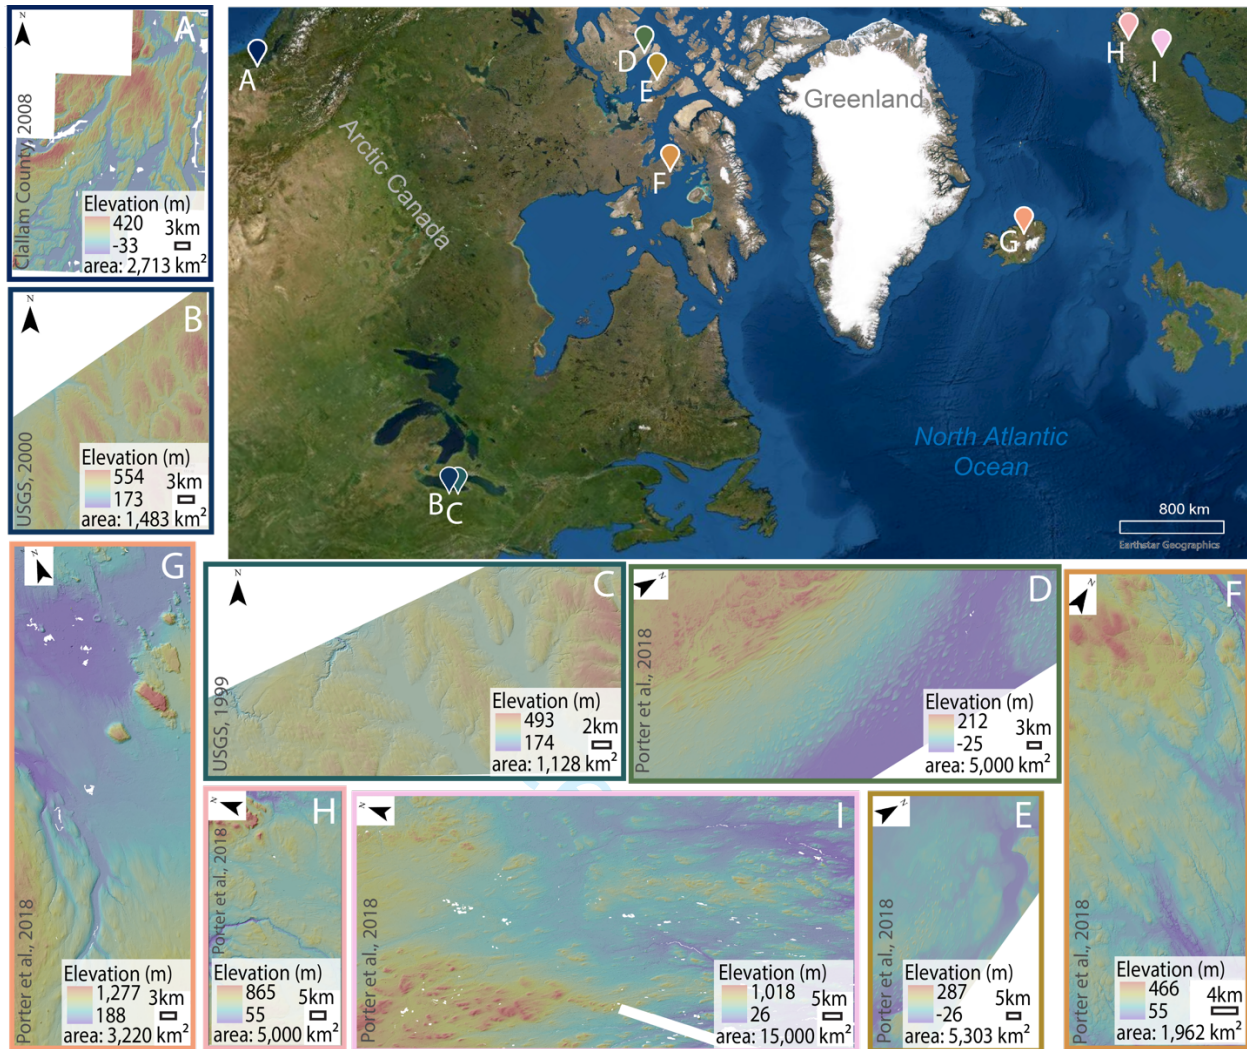 N
A
Clallam County 2008
Elevation (m)
420
-33
3km
area: 2,713 km²
N
B
USGS, 2000
Elevation (m)
554
173
3km
area: 1,483 km²
A
D
E
F
Arctic Canada
Greenland
G
H
I
B
C
North Atlantic
Ocean
800 km
Earthstar Geographics
N
G
Porter et al., 2018
Elevation (m)
1,277
188
3km
area: 3,220 km²
N
C
USGS, 1999
Elevation (m)
493
174
2km
area: 1,128 km²
N
D
Porter et al., 2018
Elevation (m)
212
-25
3km
area: 5,000 km²
N
F
Porter et al., 2018
Elevation (m)
466
55
4km
area: 1,962 km²
N
H
Porter et al., 2018
Elevation (m)
865
55
5km
area: 5,000 km²
N
I
Porter et al., 2018
Elevation (m)
1,018
26
5km
area: 15,000 km²
N
E
Porter et al., 2018
Elevation (m)
287
-26
5km
area: 5,303 km²